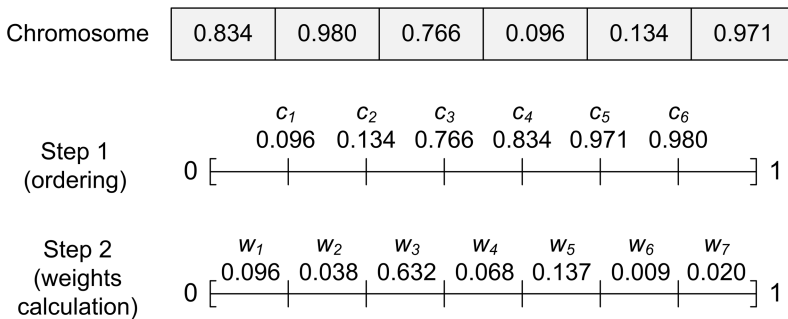 Chromosome 0.834 0.980 0.766 0.096 0.134 0.971
c1 c2 c3 c4 c5 c6
0.096 0.134 0.766 0.834 0.971 0.980
Step 1
(ordering)
0 1
w1 w2 w3 w4 w5 w6 w7
0.096 0.038 0.632 0.068 0.137 0.009 0.020
Step 2
(weights
calculation)
0 1